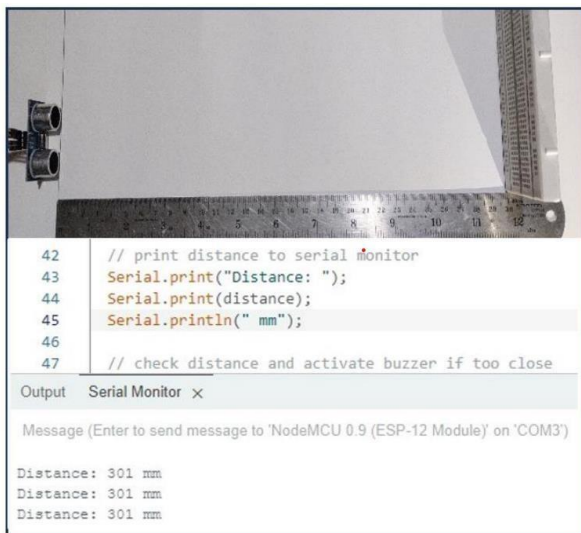 42 // print distance to serial monitor
43 Serial.print("Distance: ");
44 Serial.print(distance);
45 Serial.println(" mm");
46
47 // check distance and activate buzzer if too close
Output Serial Monitor ×
Message (Enter to send message to 'NodeMCU 0.9 (ESP-12 Module)' on 'COM3')
Distance: 301 mm
Distance: 301 mm
Distance: 301 mm